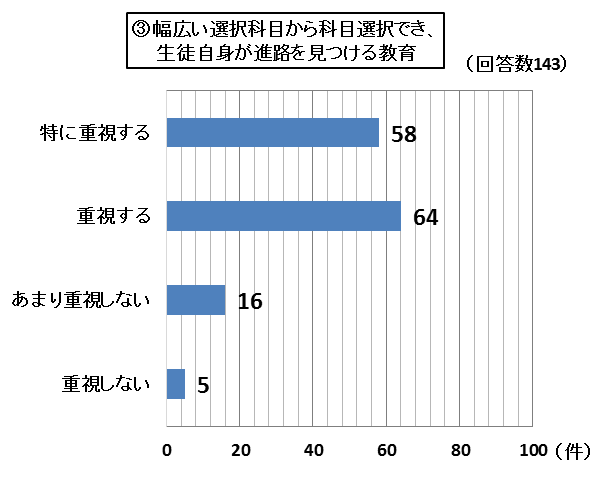 ③幅広い選択科目から科目選択でき、
生徒自身が進路を見つける教育
（回答数143）
特に重視する
58
重視する
64
あまり重視しない
16
重視しない
5
0 20 40 60 80 100 （件）